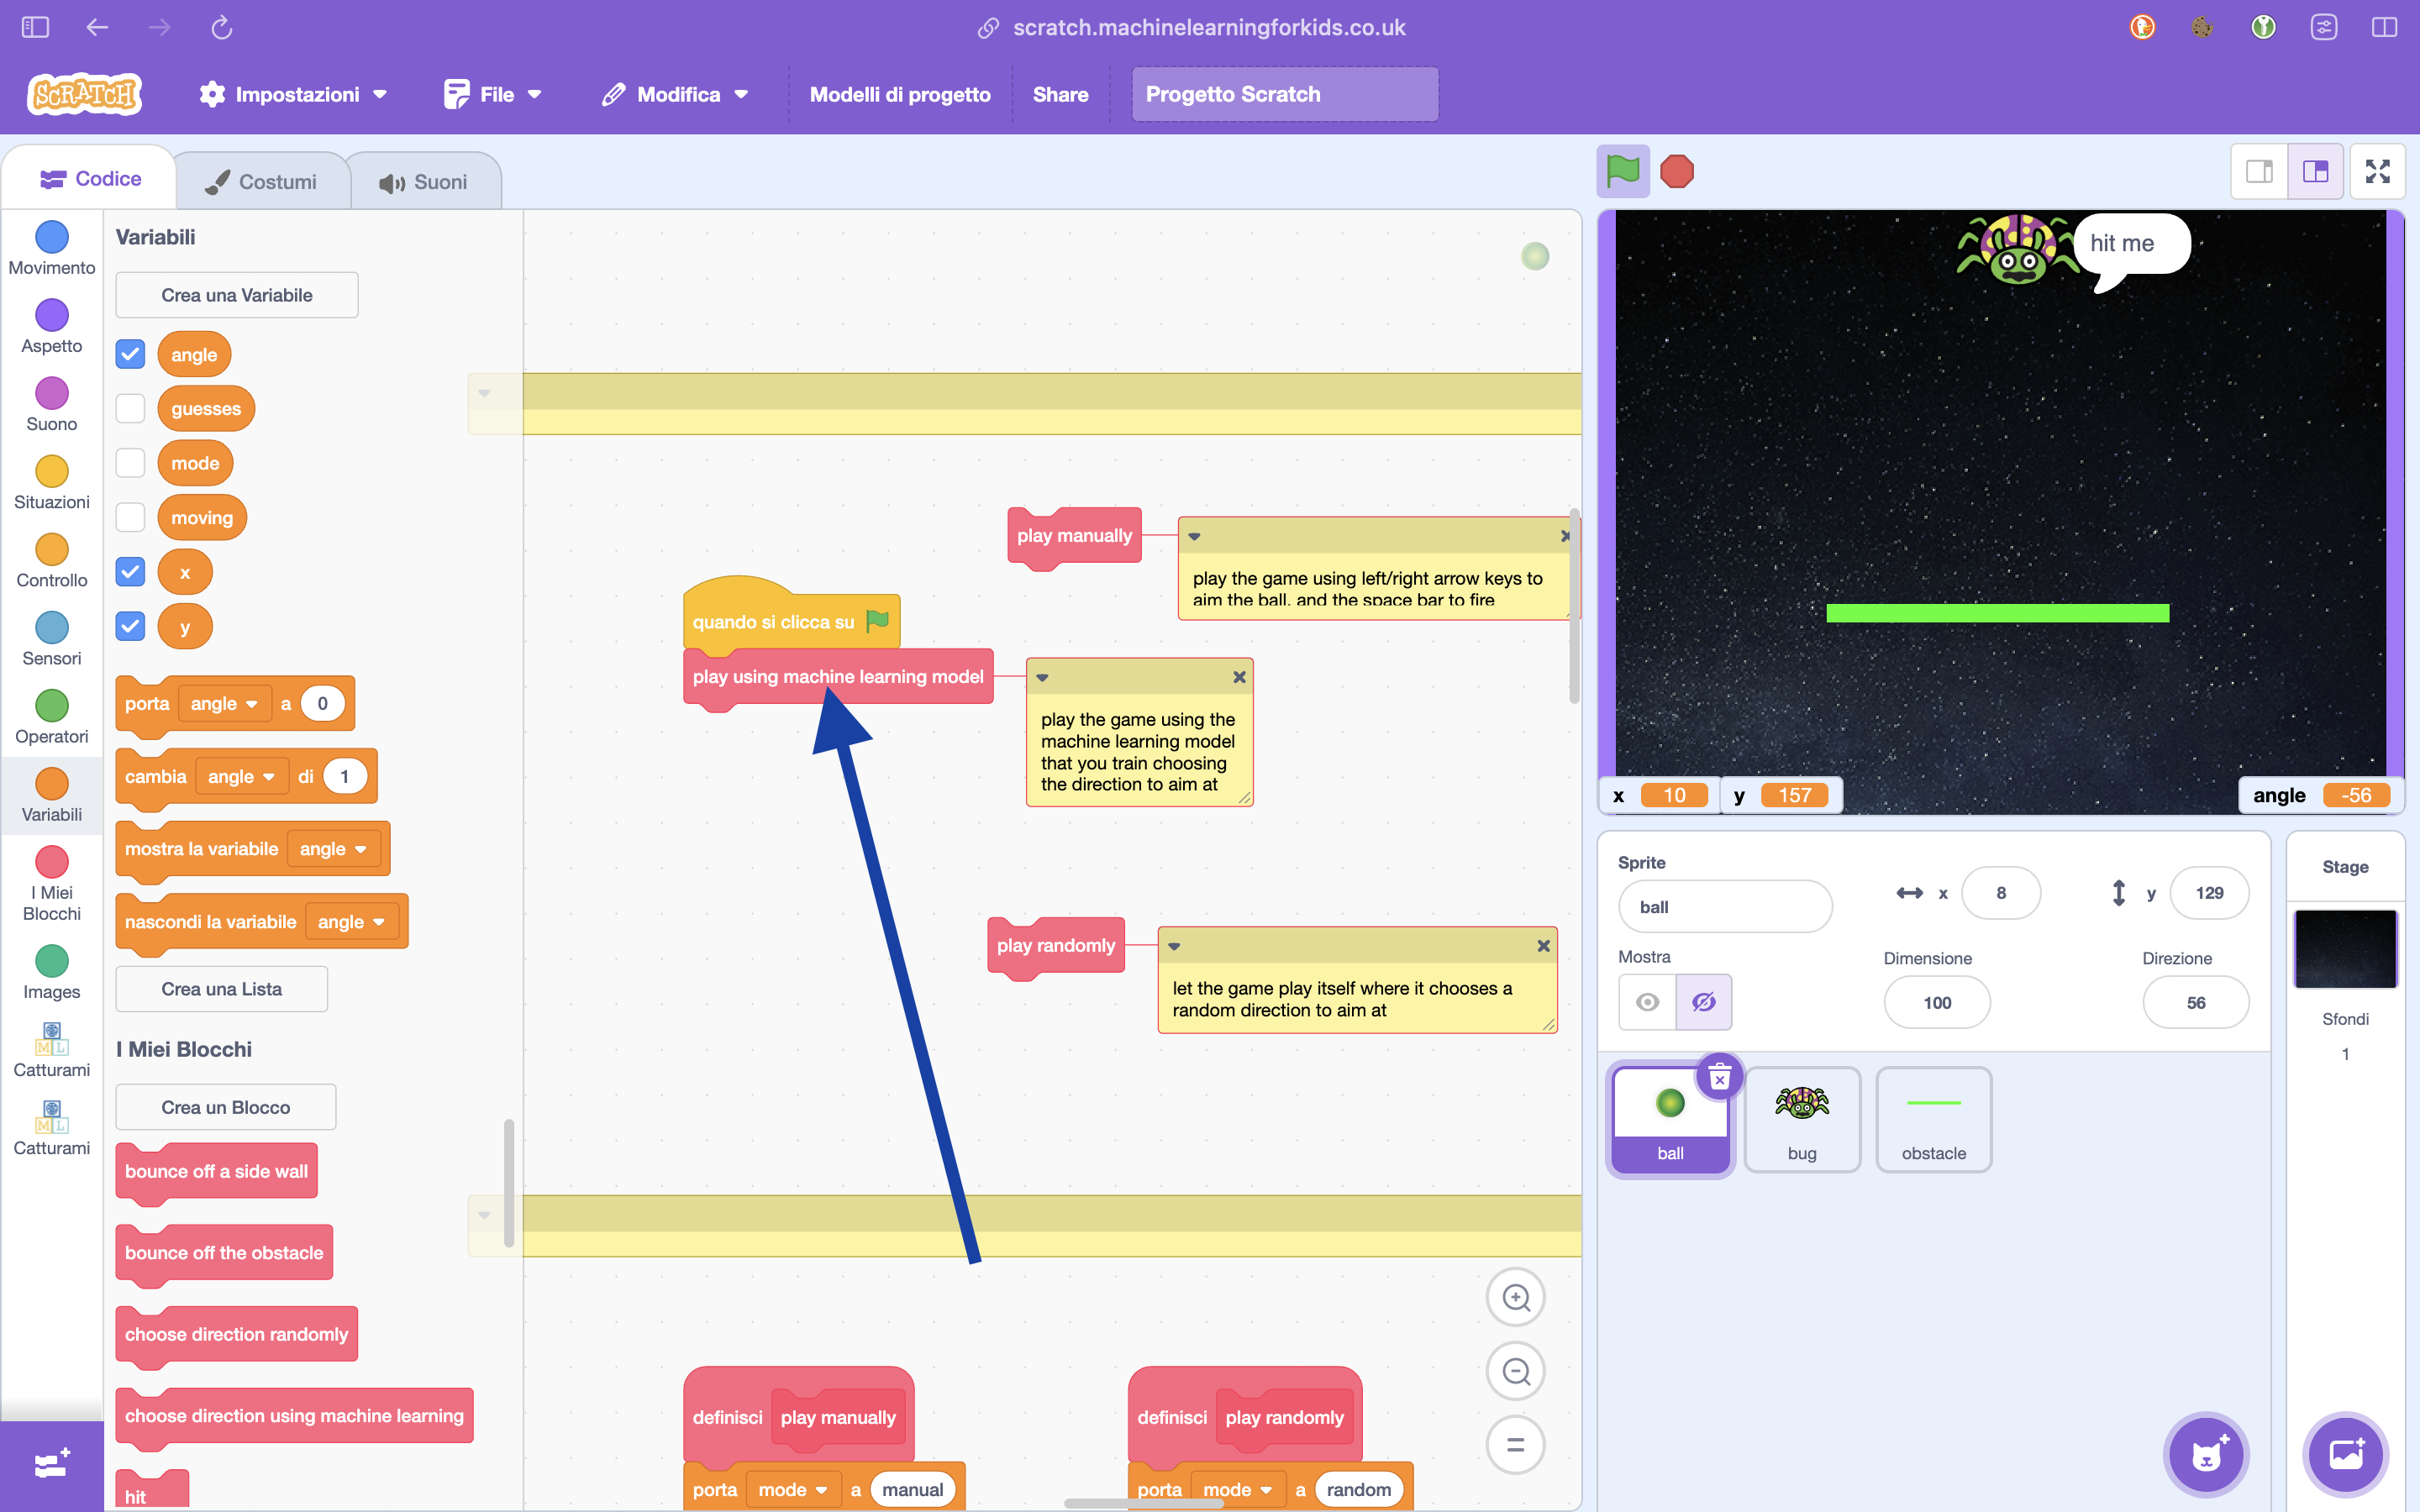 scratch.machinelearningforkids.co.uk
SCRATCH
Impostazioni
File
Modifica
Modelli di progetto
Share
Progetto Scratch
Codice
Costumi
Suoni
Movimento
Aspetto
Suono
Situazioni
Controllo
Sensori
Operatori
Variabili
I Miei
Blocchi
Images
ML
Catturami
ML
Catturami
Variabili
Crea una Variabile
angle
guesses
mode
moving
x
y
porta angle a 0
cambia angle di 1
mostra la variabile angle
nascondi la variabile angle
Crea una Lista
I Miei Blocchi
Crea un Blocco
bounce off a side wall
bounce off the obstacle
choose direction randomly
choose direction using machine learning
hit
play manually
play the game using left/right arrow keys to
aim the ball, and the space bar to fire
quando si clicca su
play using machine learning model
play the game using the
machine learning model
that you train choosing
the direction to aim at
play randomly
let the game play itself where it chooses a
random direction to aim at
definisci play manually
porta mode a manual
definisci play randomly
porta mode a random
hit me
x 10 y 157
angle -56
Sprite
ball
x 8
y 129
Mostra
Dimensione
100
Direzione
56
ball
bug
obstacle
Stage
Sfondi
1